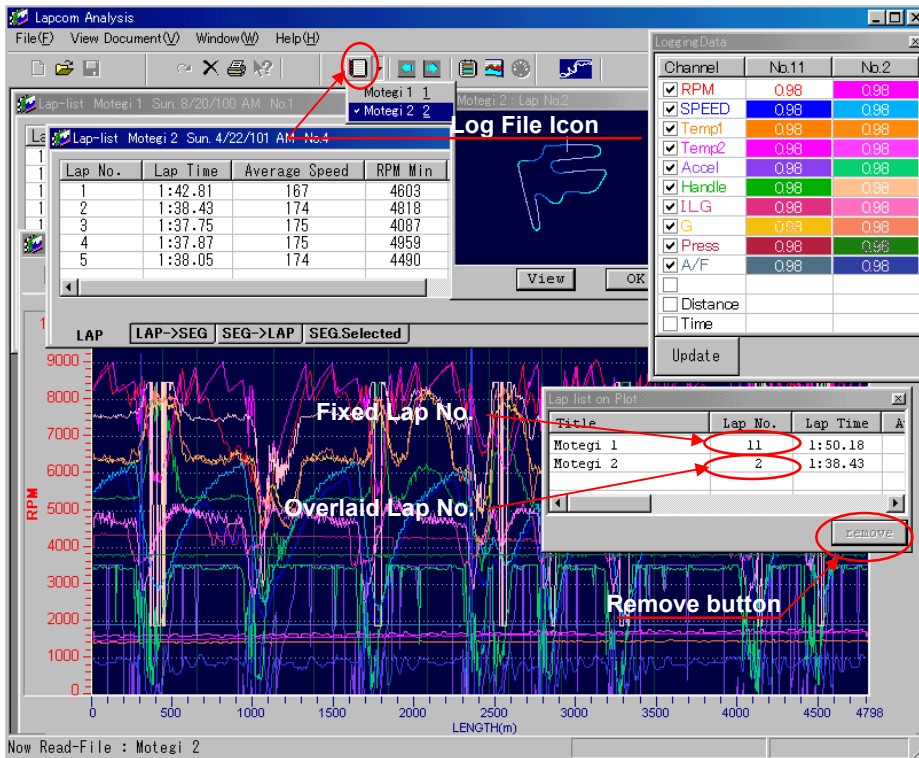 Lapcom Analysis
File(F) View Document(V) Window(W) Help(H)
Motegi 1 1
Motegi 2 2
Log File Icon
Lap-list Motegi 1 Sun. 8/20/100 AM No.1
Motegi 2 : Lap No.2
Lap-list Motegi 2 Sun. 4/22/101 AM No.4
Lap No. Lap Time Average Speed RPM Min
1 1:42.81 167 4603
2 1:38.43 174 4818
3 1:37.75 175 4087
4 1:37.87 175 4959
5 1:38.05 174 4490
View OK
LAP LAP->SEG SEG->LAP SEG.Selected
LoggingData
Channel No.11 No.2
RPM 0.98 0.98
SPEED 0.98 0.98
Temp1 0.98 0.98
Temp2 0.98 0.98
Accel 0.98 0.98
Handle 0.98 0.98
I.L.G 0.98 0.98
G 0.98 0.98
Press 0.98 0.98
A/F 0.98 0.98
Distance
Time
Update
Lap list on Plot
Title Lap No. Lap Time
Motegi 1 11 1:50.18
Motegi 2 2 1:38.43
remove
Fixed Lap No.
Overlaid Lap No.
Remove button
RPM
9000
8000
7000
6000
5000
4000
3000
2000
1000
0
0 500 1000 1500 2000 2500 3000 3500 4000 4500 4798
LENGTH(m)
Now Read-File : Motegi 2